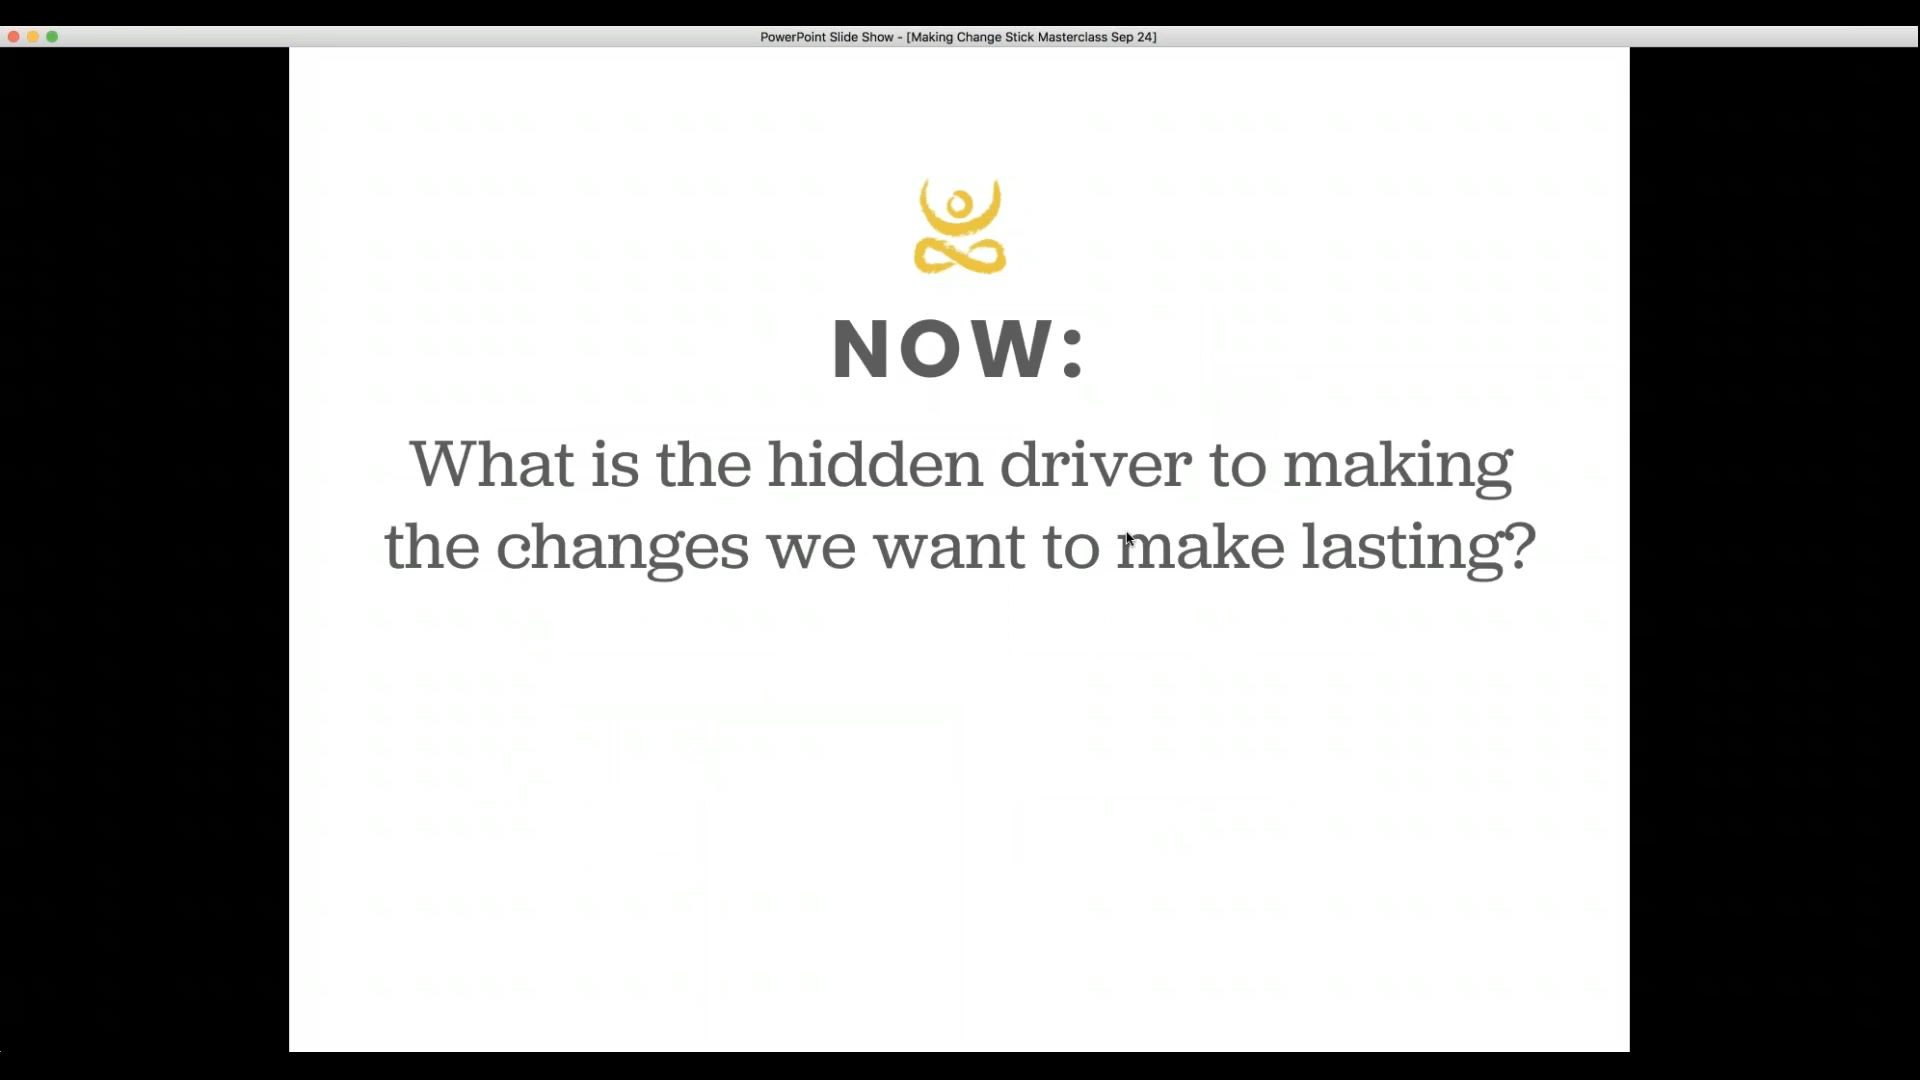 PowerPoint Slide Show - [Making Change Stick Masterclass Sep 24]
NOW:
What is the hidden driver to making
the changes we want to make lasting?